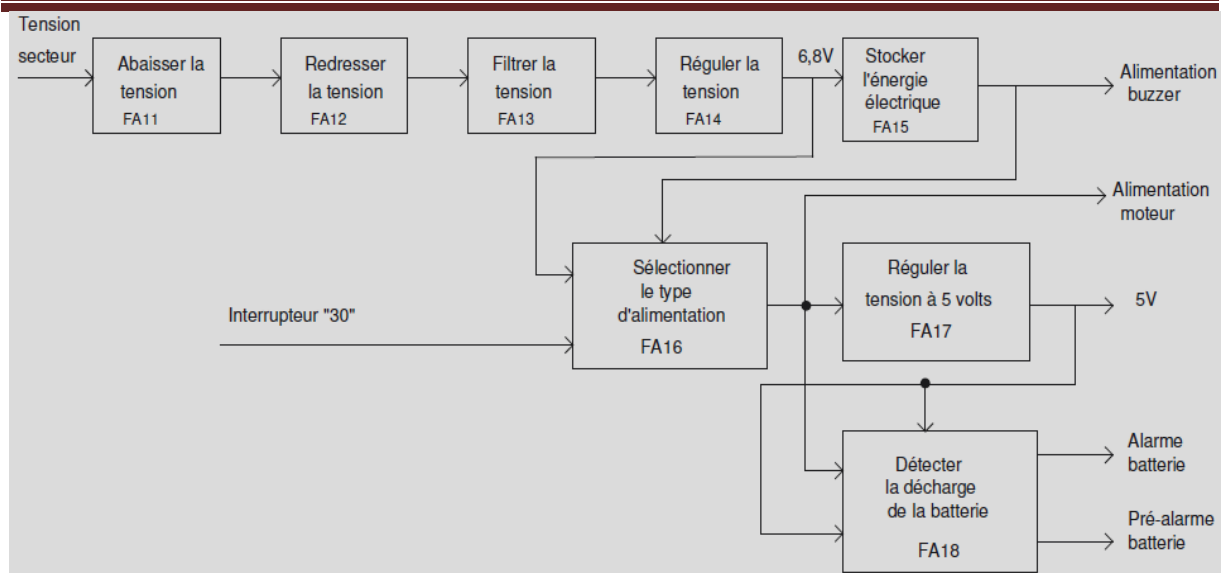 Tension
secteur
Abaisser la
tension
FA11
Redresser
la tension
FA12
Filtrer la
tension
FA13
Réguler la
tension
FA14
6,8V
Stocker
l'énergie
électrique
FA15
Alimentation
buzzer
Alimentation
moteur
Sélectionner
le type
d'alimentation
FA16
Réguler la
tension à 5 volts
FA17
5V
Interrupteur "30"
Détecter
la décharge
de la batterie
FA18
Alarme
batterie
Pré-alarme
batterie